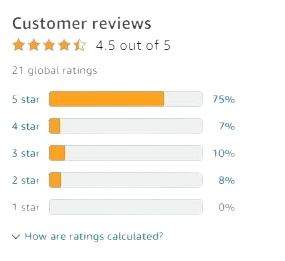 Customer reviews
4.5 out of 5
21 global ratings
5 star 75%
4 star 7%
3 star 10%
2 star 8%
1 star 0%
How are ratings calculated?